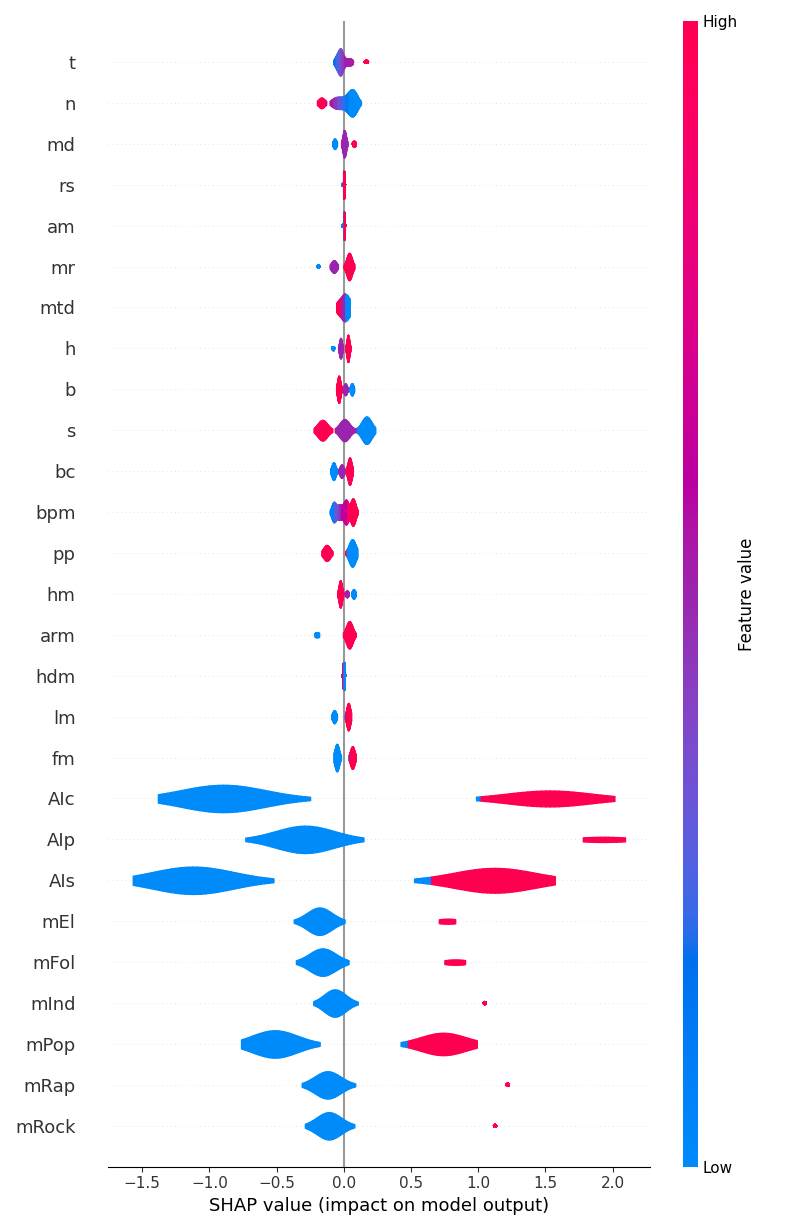 High
t
n
md
rs
am
mr
mtd
h
b
s
bc
bpm
pp
hm
arm
hdm
lm
fm
AIc
AIp
AIs
mEl
mFol
mInd
mPop
mRap
mRock
Feature value
Low
−1.5 −1.0 −0.5 0.0 0.5 1.0 1.5 2.0
SHAP value (impact on model output)